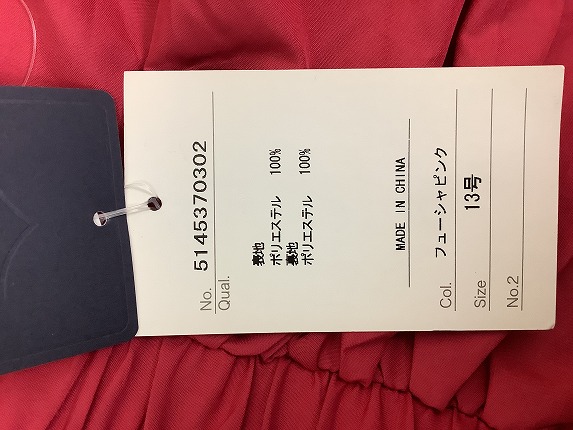 No. 5145370302
Qual.
表地
ポリエステル 100%
裏地
ポリエステル 100%
MADE IN CHINA
Col. フューシャピンク
Size 13号
No.2